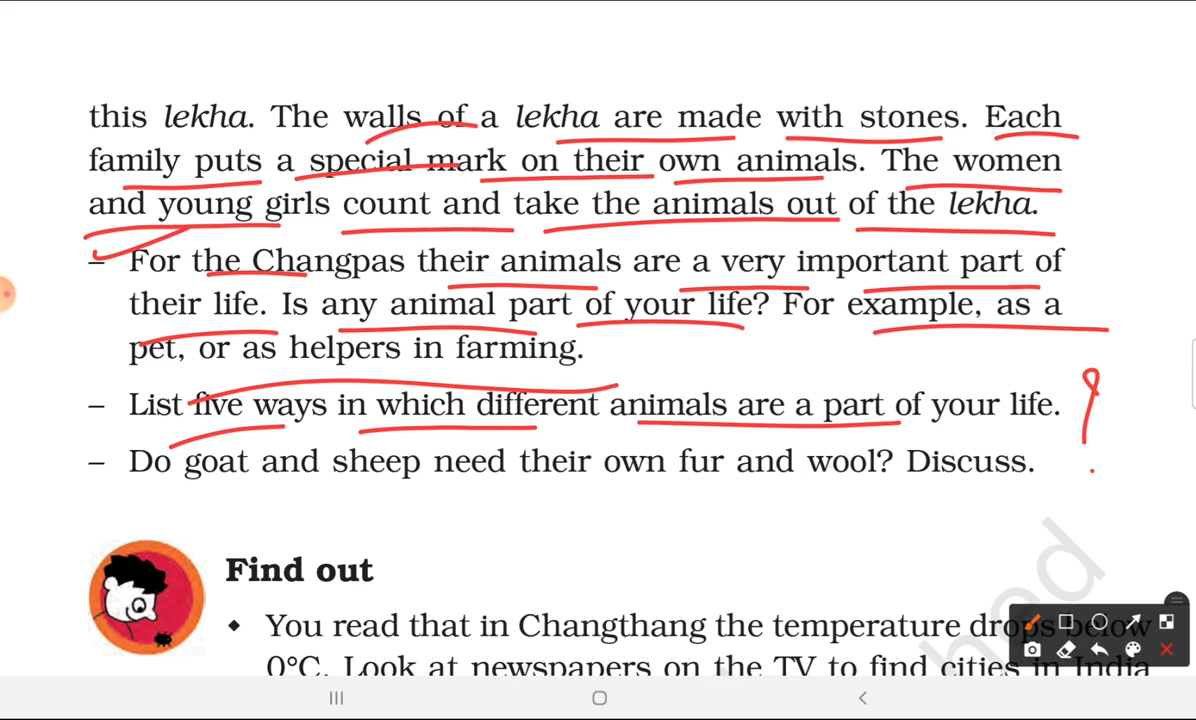 this lekha. The walls of a lekha are made with stones. Each
family puts a special mark on their own animals. The women
and young girls count and take the animals out of the lekha.
– For the Changpas their animals are a very important part of
their life. Is any animal part of your life? For example, as a
pet, or as helpers in farming.
– List five ways in which different animals are a part of your life.
– Do goat and sheep need their own fur and wool? Discuss.
Find out
◆ You read that in Changthang the temperature drops below
0°C. Look at newspapers on the TV to find cities in India
hed